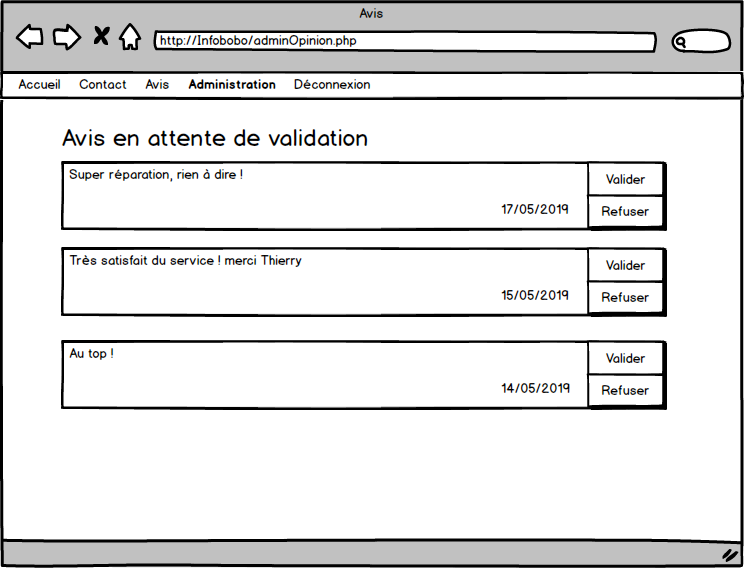 Avis
http://Infobobo/adminOpinion.php
Accueil Contact Avis Administration Déconnexion
Avis en attente de validation
Super réparation, rien à dire !
Valider
17/05/2019
Refuser
Très satisfait du service ! merci Thierry
Valider
15/05/2019
Refuser
Au top !
Valider
14/05/2019
Refuser